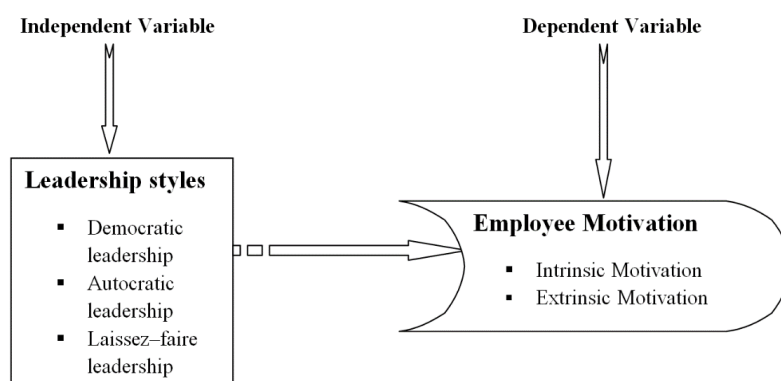 Independent Variable
Dependent Variable
Leadership styles
▪ Democratic
leadership
▪ Autocratic
leadership
▪ Laissez–faire
leadership
Employee Motivation
▪ Intrinsic Motivation
▪ Extrinsic Motivation